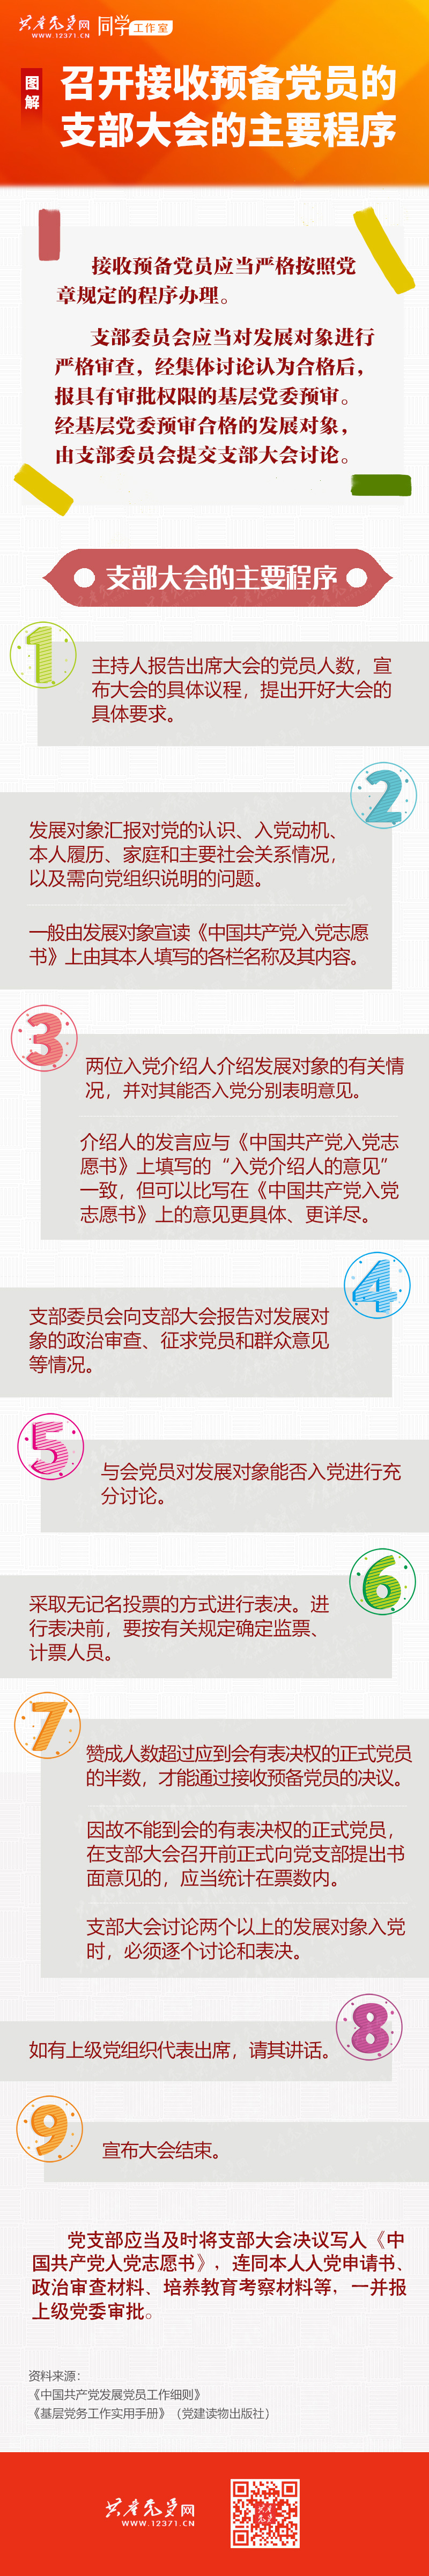 共产党员网
WWW.12371.CN
同学工作室
图解
召开接收预备党员的
支部大会的主要程序
接收预备党员应当严格按照党
章规定的程序办理。
支部委员会应当对发展对象进行
严格审查，经集体讨论认为合格后，
报具有审批权限的基层党委预审。
经基层党委预审合格的发展对象，
由支部委员会提交支部大会讨论。
支部大会的主要程序
1
主持人报告出席大会的党员人数，宣
布大会的具体议程，提出开好大会的
具体要求。
2
发展对象汇报对党的认识、入党动机、
本人履历、家庭和主要社会关系情况，
以及需向党组织说明的问题。
一般由发展对象宣读《中国共产党入党志愿
书》上由其本人填写的各栏名称及其内容。
3
两位入党介绍人介绍发展对象的有关情
况，并对其能否入党分别表明意见。
介绍人的发言应与《中国共产党入党志
愿书》上填写的“入党介绍人的意见”
一致，但可以比写在《中国共产党入党
志愿书》上的意见更具体、更详尽。
4
支部委员会向支部大会报告对发展对
象的政治审查、征求党员和群众意见
等情况。
5
与会党员对发展对象能否入党进行充
分讨论。
6
采取无记名投票的方式进行表决。进
行表决前，要按有关规定确定监票、
计票人员。
7
赞成人数超过应到会有表决权的正式党员
的半数，才能通过接收预备党员的决议。
因故不能到会的有表决权的正式党员，
在支部大会召开前正式向党支部提出书
面意见的，应当统计在票数内。
支部大会讨论两个以上的发展对象入党
时，必须逐个讨论和表决。
8
如有上级党组织代表出席，请其讲话。
9
宣布大会结束。
党支部应当及时将支部大会决议写入《中
国共产党入党志愿书》，连同本人入党申请书、
政治审查材料、培养教育考察材料等，一并报
上级党委审批。
资料来源：
《中国共产党发展党员工作细则》
《基层党务工作实用手册》（党建读物出版社）
共产党员网
WWW.12371.CN